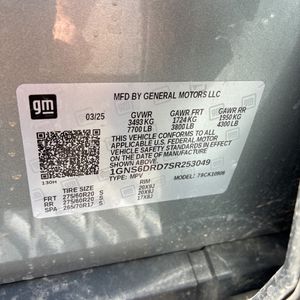 gm
MFD BY GENERAL MOTORS LLC
03/25 GVWR GAWR FRT GAWR RR
3493 KG 1724 KG 1950 KG
7700 LB 3800 LB 4300 LB
THIS VEHICLE CONFORMS TO ALL
APPLICABLE U.S. FEDERAL MOTOR VEHICLE
SAFETY STANDARDS IN EFFECT ON THE
DATE OF MANUFACTURE SHOWN ABOVE.
1GNS6DRD7SR253049
TYPE: MPV MODEL:
130H
TIRE SIZE RIM
FRT 275/60R20 S 20X9J
RR 275/60R20 S 20X9J
SPA 265/70R17 S 17X8J